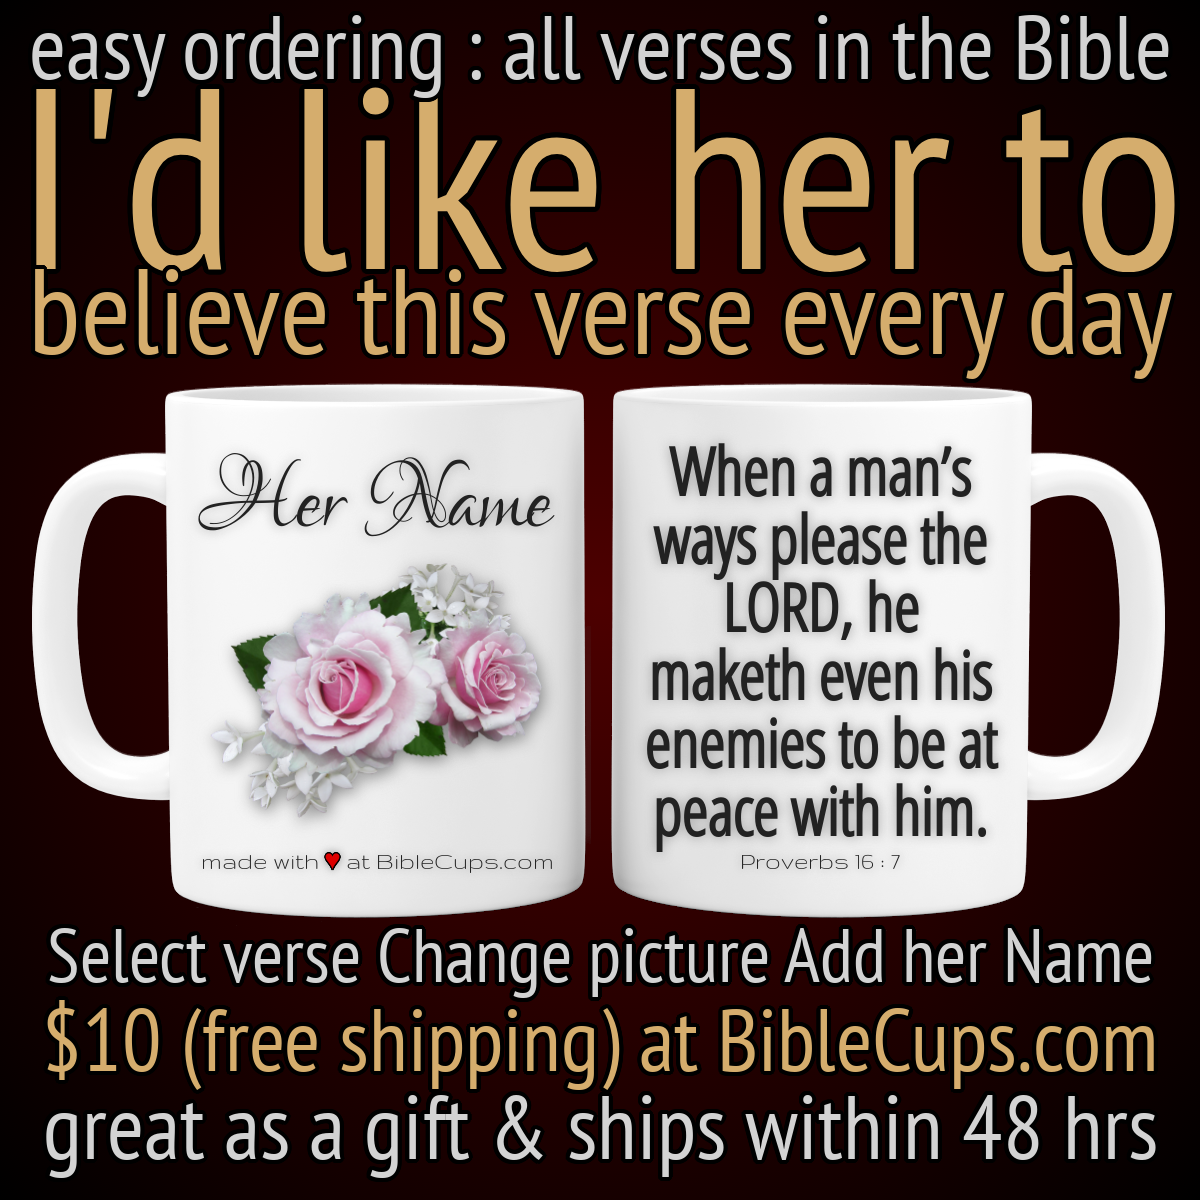 easy ordering : all verses in the Bible
I'd like her to
believe this verse every day
Her Name
made with ♥ at BibleCups.com
When a man’s
ways please the
LORD, he
maketh even his
enemies to be at
peace with him.
Proverbs 16 : 7
Select verse Change picture Add her Name
$10 (free shipping) at BibleCups.com
great as a gift & ships within 48 hrs